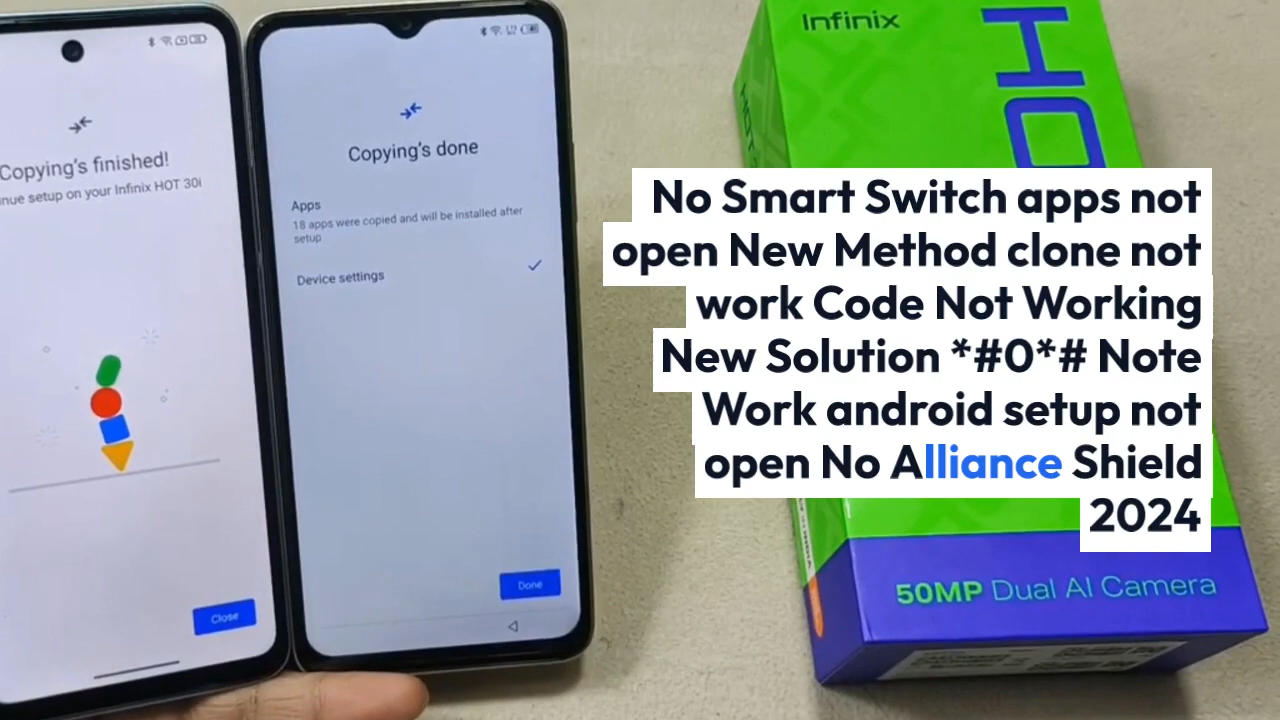 Copying's finished!
nue setup on your Infinix HOT 30i
Close
Copying's done
Apps
18 apps were copied and will be installed after
setup
Device settings
Done
Infinix
HO
No Smart Switch apps not
open New Method clone not
work Code Not Working
New Solution *#0*# Note
Work android setup not
open No Alliance Shield
2024
50MP Dual AI Camera